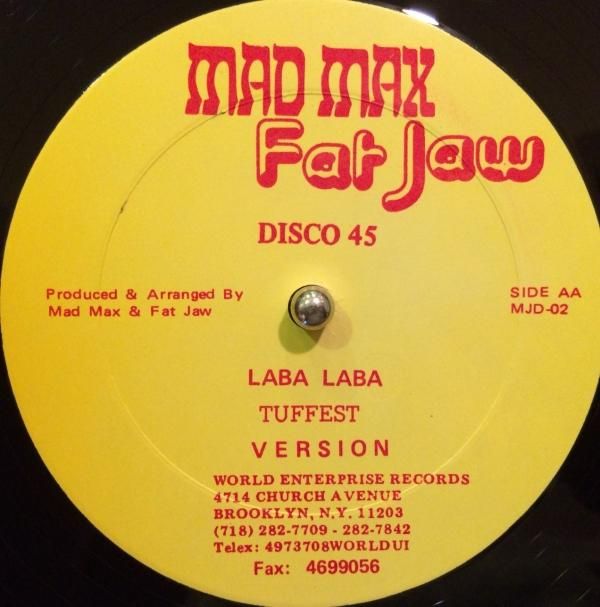 MAD MAX
Fat Jaw
DISCO 45
Produced & Arranged By
Mad Max & Fat Jaw
SIDE AA
MJD-02
LABA LABA
TUFFEST
VERSION
WORLD ENTERPRISE RECORDS
4714 CHURCH AVENUE
BROOKLYN, N.Y. 11203
(718) 282-7709 - 282-7842
Telex: 4973708WORLDUI
Fax: 4699056